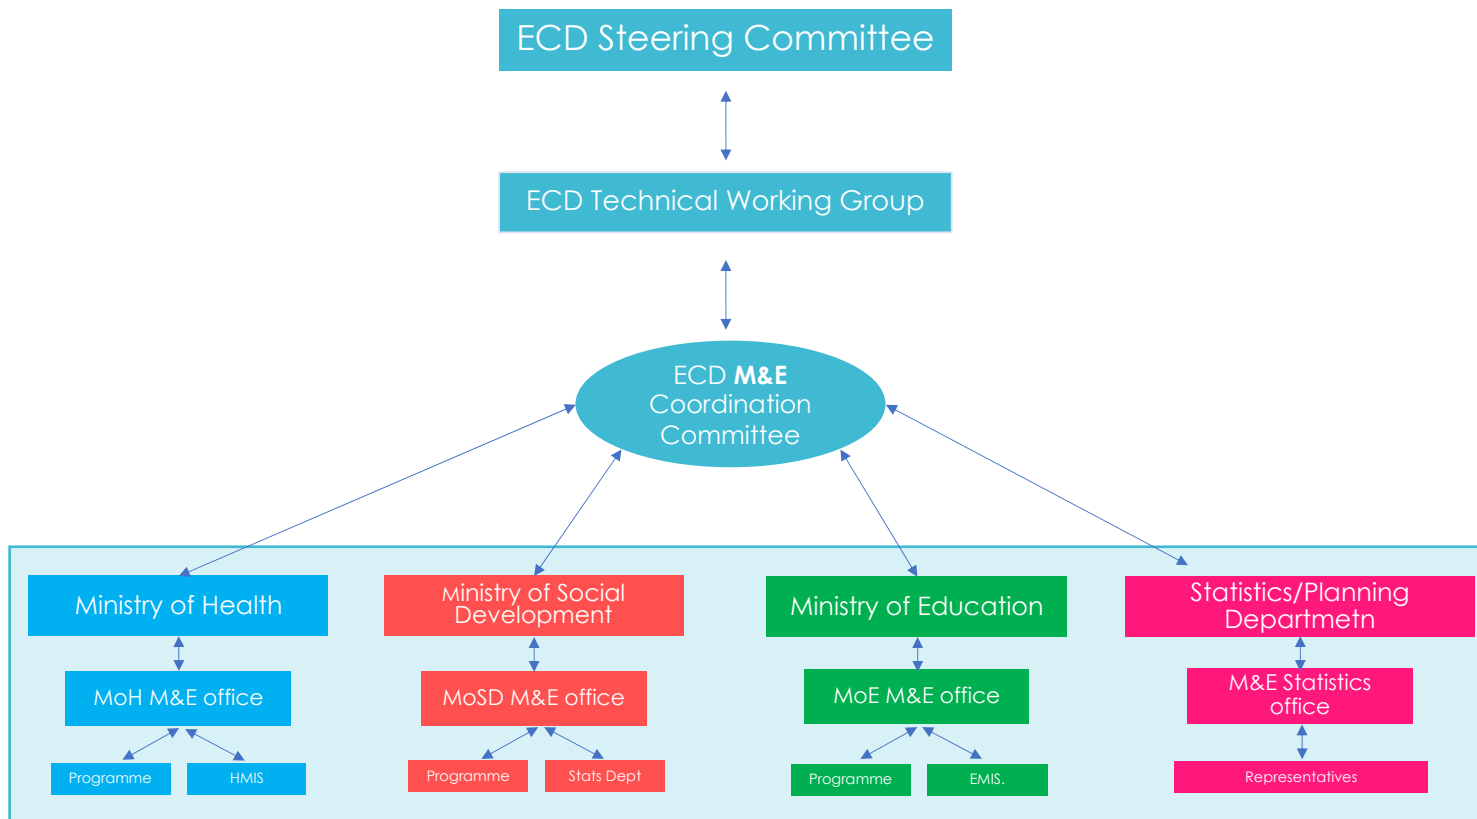 ECD Steering Committee
ECD Technical Working Group
ECD M&E
Coordination
Committee
Ministry of Health
Ministry of Social
Development
Ministry of Education
Statistics/Planning
Departmetn
MoH M&E office
MoSD M&E office
MoE M&E office
M&E Statistics
office
Programme
HMIS
Programme
Stats Dept
Programme
EMIS.
Representatives